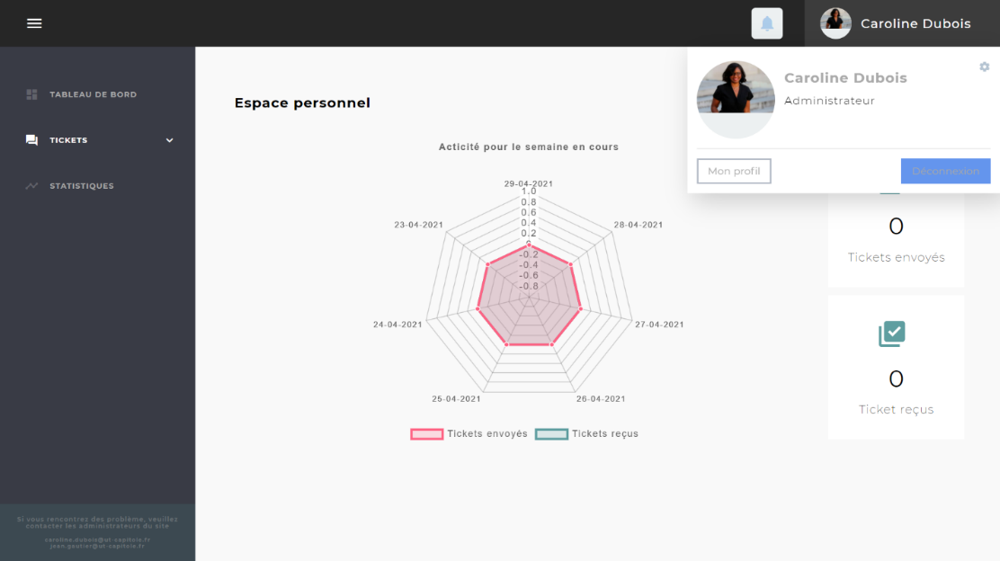 Caroline Dubois
Caroline Dubois
Administrateur
Mon profil
Déconnexion
TABLEAU DE BORD
TICKETS
STATISTIQUES
Espace personnel
Acticité pour le semaine en cours
29-04-2021
1.0
0.8
0.6
0.4
0.2
0
-0.2
-0.4
-0.6
-0.8
23-04-2021
28-04-2021
24-04-2021
27-04-2021
25-04-2021
26-04-2021
Tickets envoyés
Tickets reçus
0
Tickets envoyés
0
Ticket reçus
Si vous rencontrez des problème, veuillez
contacter les administrateurs du site
caroline.dubois@ut-capitole.fr
jean.gautier@ut-capitole.fr